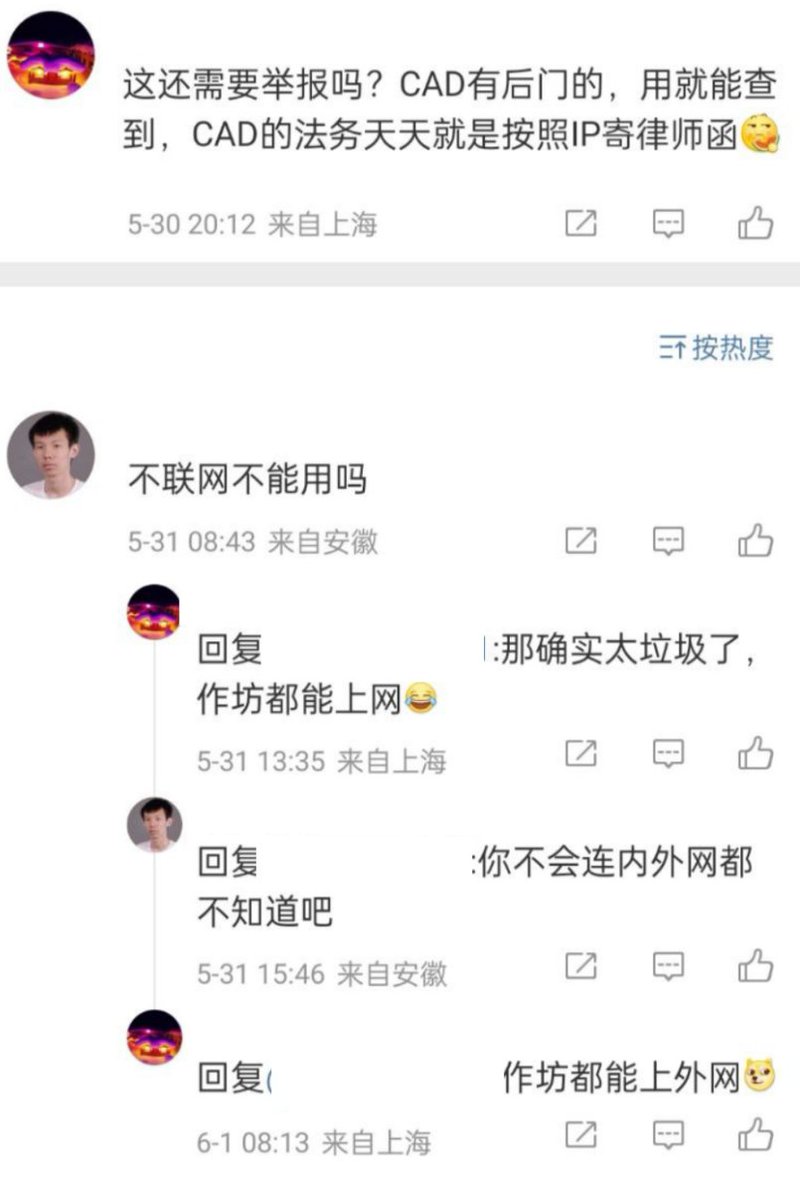 这还需要举报吗？CAD有后门的，用就能查
到，CAD的法务天天就是按照IP寄律师函
5-30 20:12 来自上海
按热度
不联网不能用吗
5-31 08:43 来自安徽
回复 :那确实太垃圾了，
作坊都能上网
5-31 13:35 来自上海
回复 :你不会连内外网都
不知道吧
5-31 15:46 来自安徽
回复 作坊都能上外网
6-1 08:13 来自上海